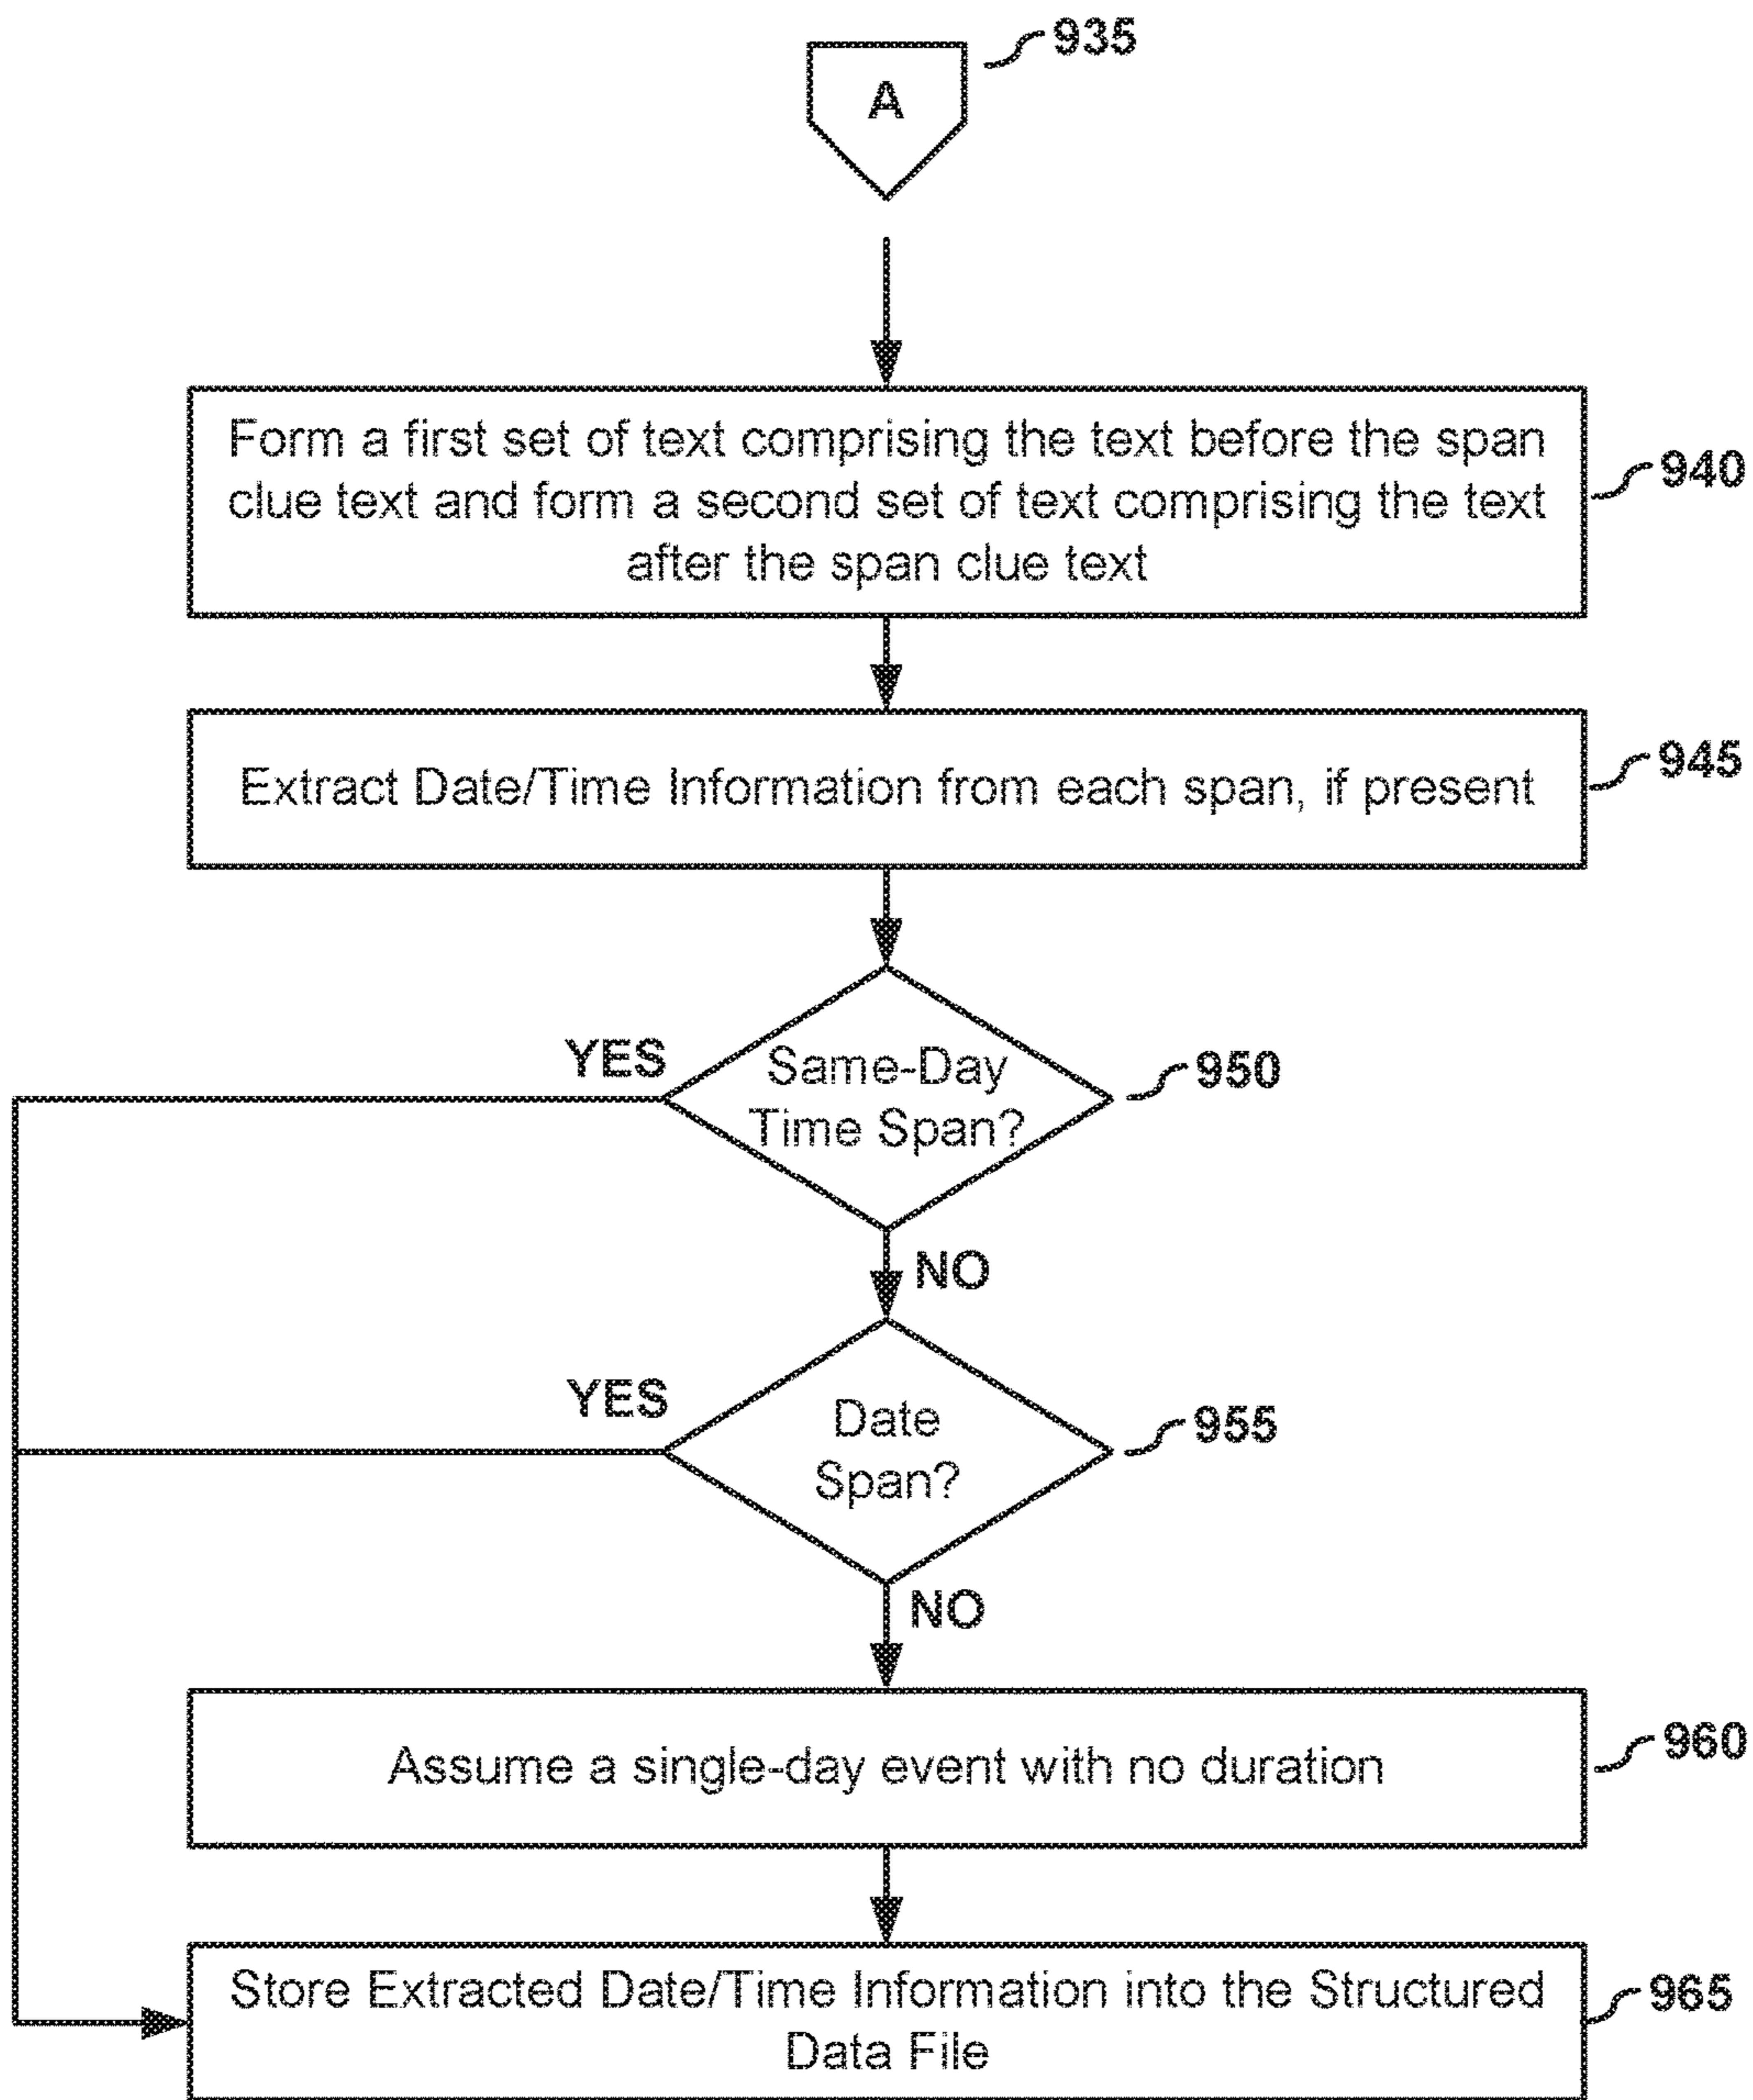 935
A
Form a first set of text comprising the text before the span
clue text and form a second set of text comprising the text
after the span clue text
940
Extract Date/Time Information from each span, if present
945
YES
Same-Day
Time Span?
950
NO
YES
Date
Span?
955
NO
Assume a single-day event with no duration
960
Store Extracted Date/Time Information into the Structured
Data File
965